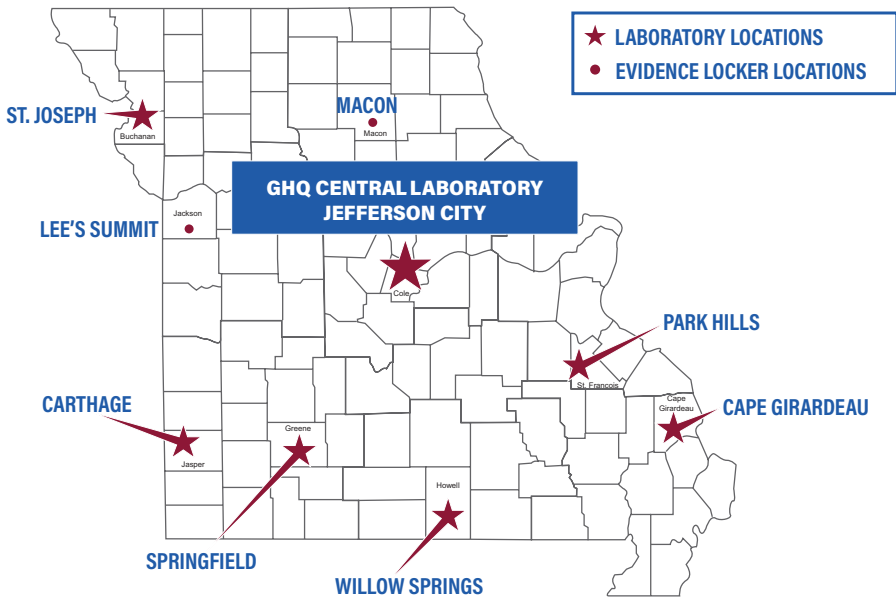 LABORATORY LOCATIONS
EVIDENCE LOCKER LOCATIONS
MACON
Macon
ST. JOSEPH
Buchanan
GHQ CENTRAL LABORATORY
JEFFERSON CITY
Jackson
LEE'S SUMMIT
Cole
PARK HILLS
St. Francois
CARTHAGE
Jasper
Greene
Cape
Girardeau
CAPE GIRARDEAU
Howell
SPRINGFIELD
WILLOW SPRINGS